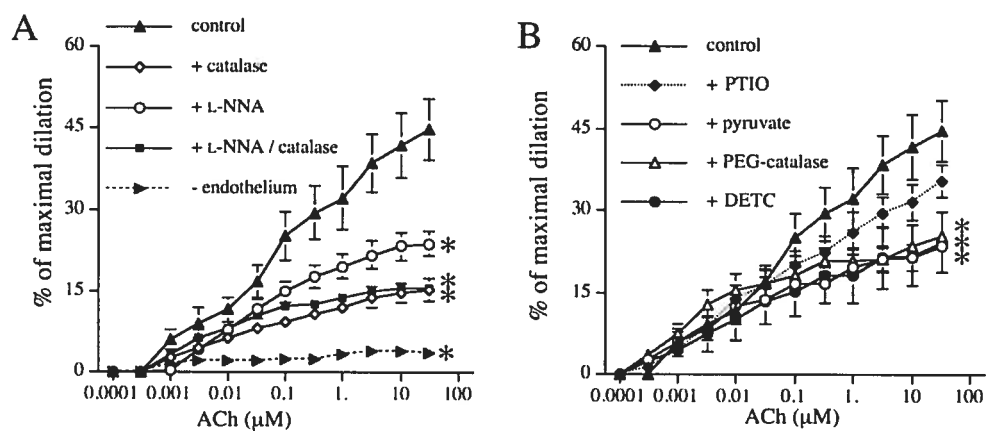 A
control
+ catalase
+ L-NNA
+ L-NNA / catalase
- endothelium
% of maximal dilation
60
45
30
15
0
*
*
*
*
0.0001
0.001
0.01
0.1
1.
10
100
ACh (μM)
B
control
+ PTIO
+ pyruvate
+ PEG-catalase
+ DETC
% of maximal dilation
60
45
30
15
0
*
*
*
0.0001
0.001
0.01
0.1
1.
10
100
ACh (μM)